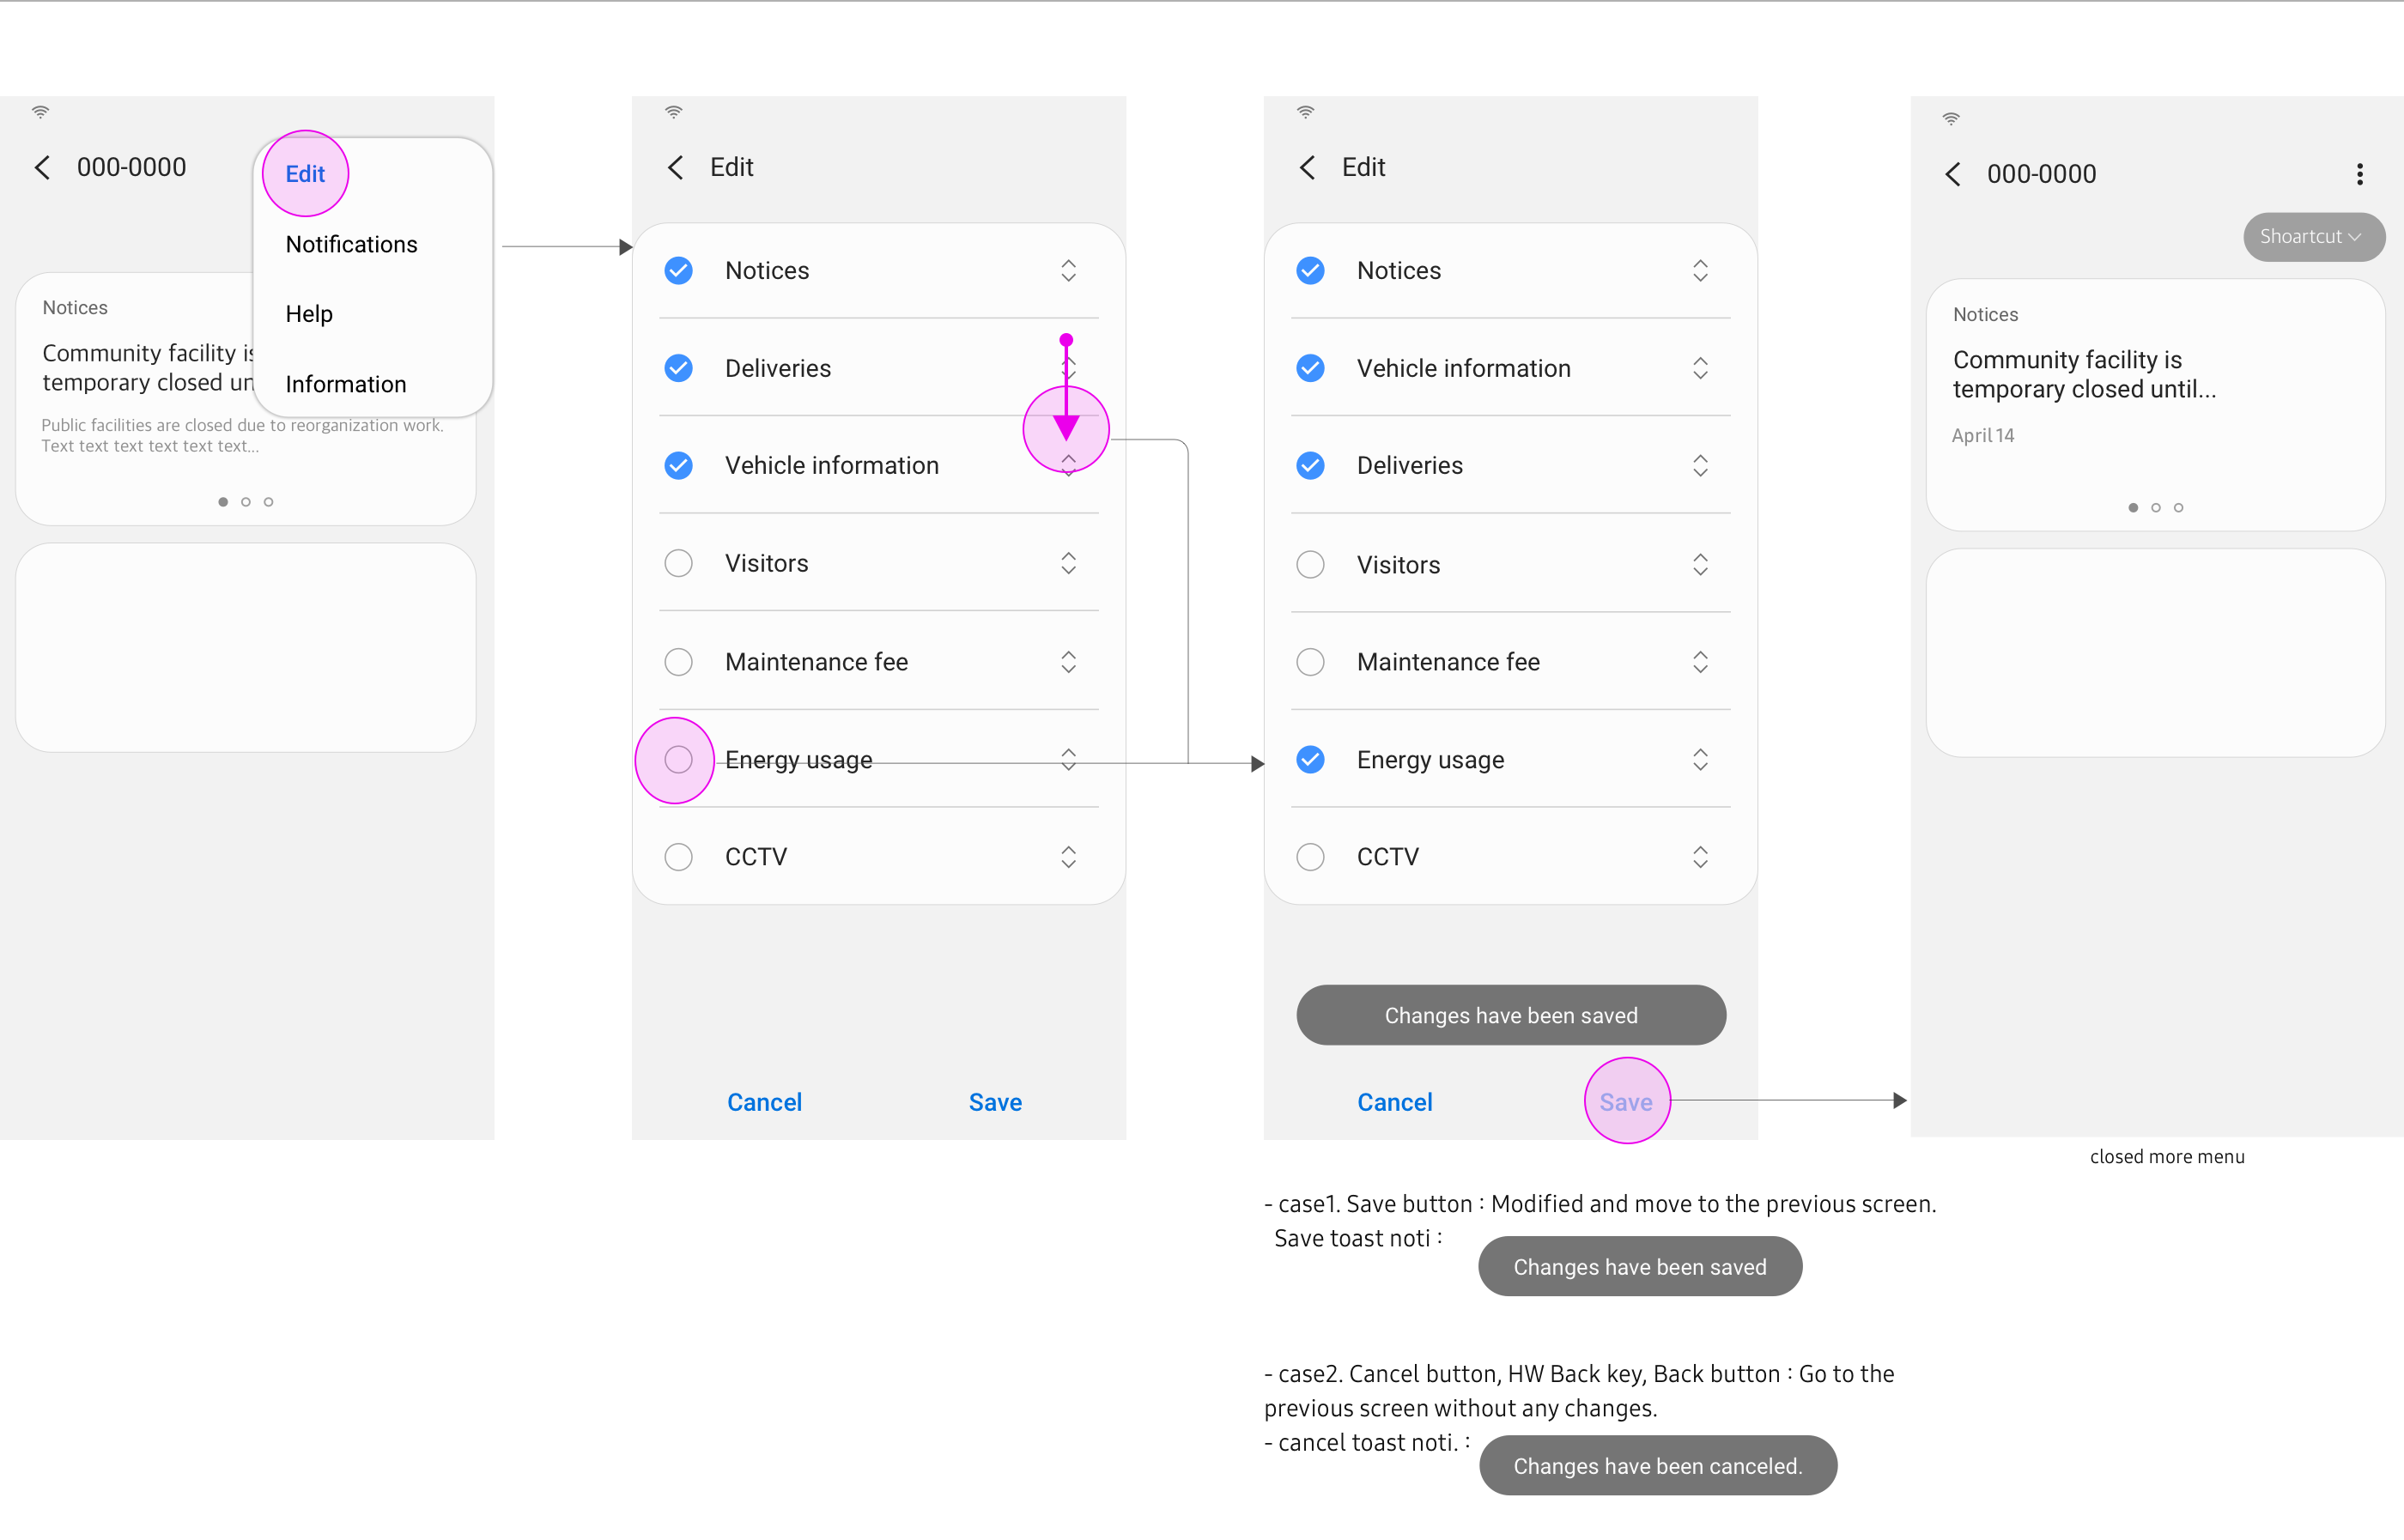 000-0000
Edit
Notifications
Help
Information
Notices
Community facility is
temporary closed un
Public facilities are closed due to reorganization work.
Text text text text text text...
Edit
Notices
Deliveries
Vehicle information
Visitors
Maintenance fee
Energy usage
CCTV
Cancel
Save
Edit
Notices
Vehicle information
Deliveries
Visitors
Maintenance fee
Energy usage
CCTV
Changes have been saved
Cancel
Save
000-0000
Shoartcut
Notices
Community facility is
temporary closed until...
April 14
closed more menu
- case1. Save button : Modified and move to the previous screen.
Save toast noti :
Changes have been saved
- case2. Cancel button, HW Back key, Back button : Go to the
previous screen without any changes.
- cancel toast noti. :
Changes have been canceled.